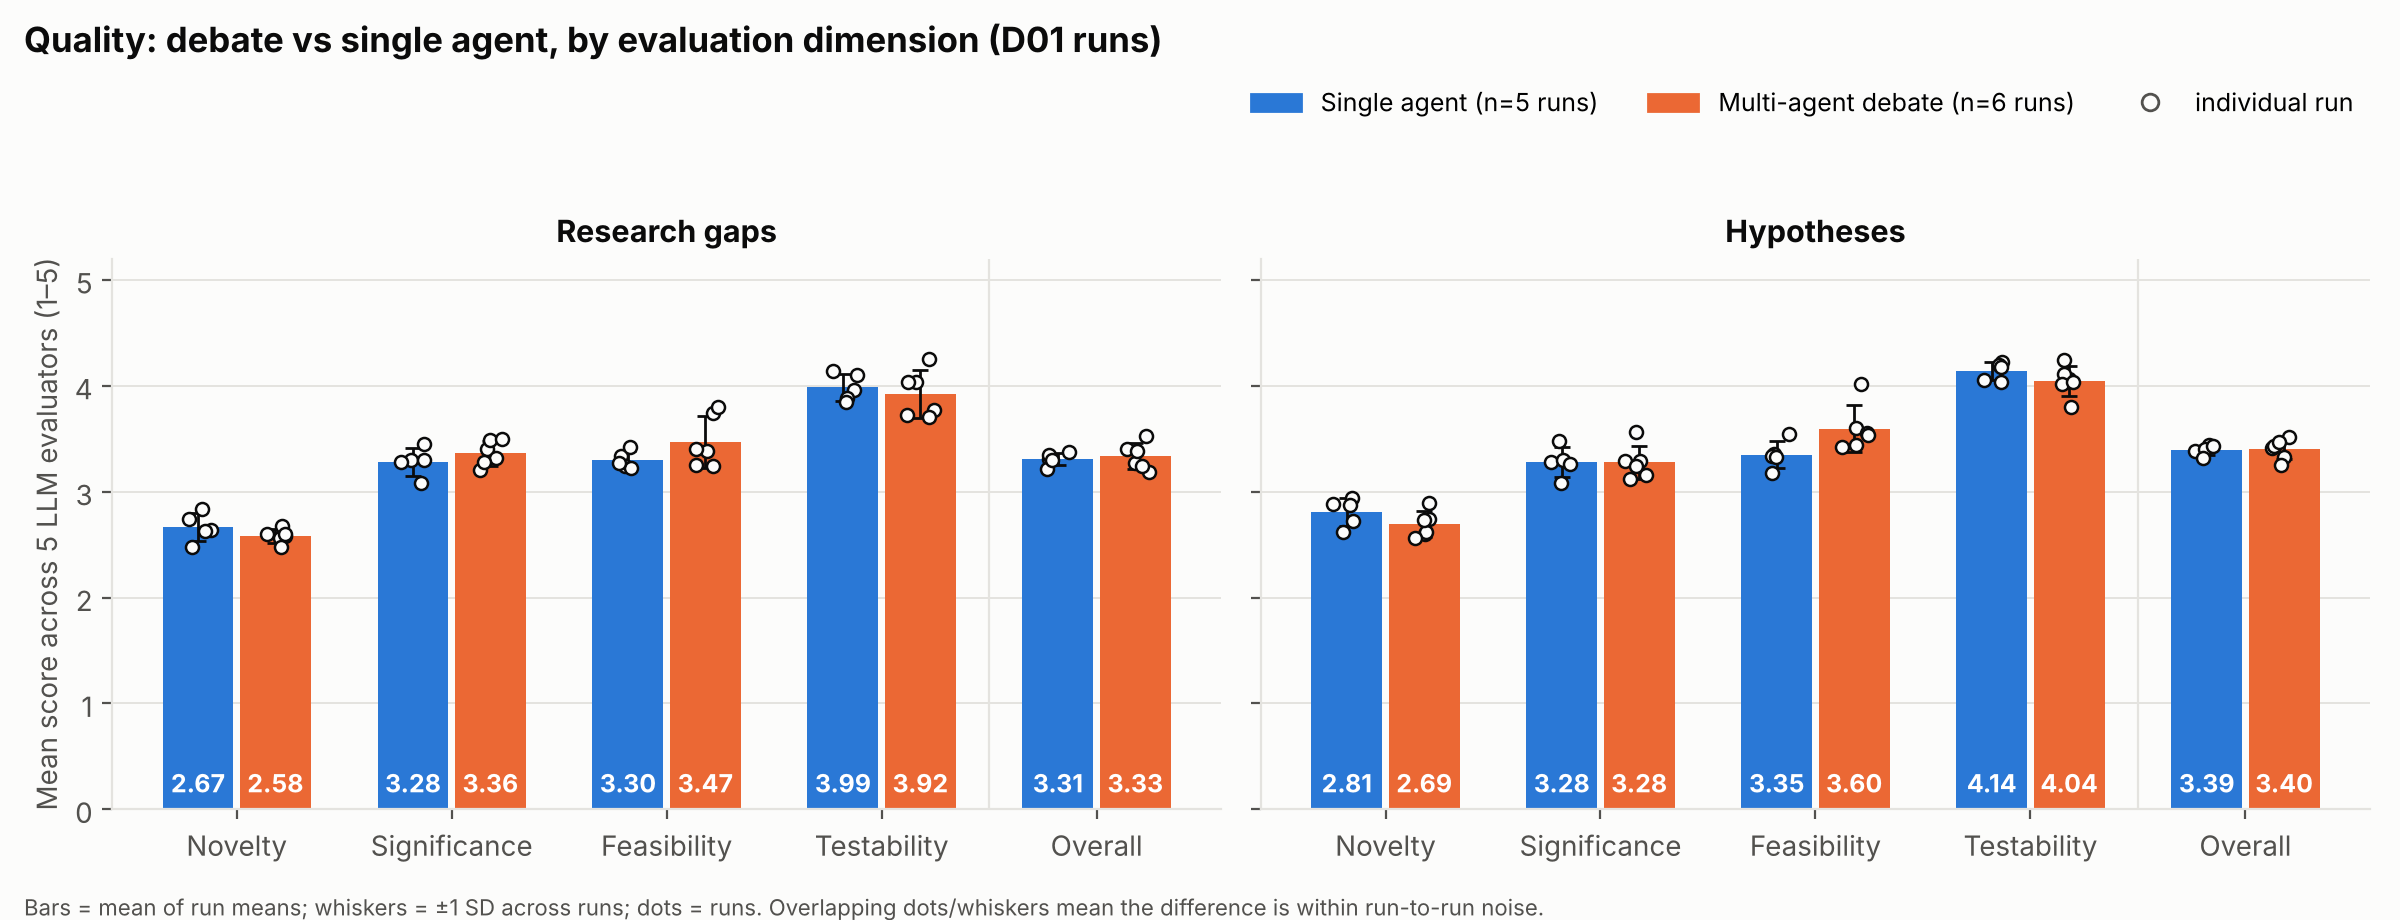 Quality: debate vs single agent, by evaluation dimension (D01 runs)
Single agent (n=5 runs)
Multi-agent debate (n=6 runs)
individual run
Research gaps
Hypotheses
Mean score across 5 LLM evaluators (1–5)
5
4
3
2
1
0
2.67 2.58 3.28 3.36 3.30 3.47 3.99 3.92 3.31 3.33
2.81 2.69 3.28 3.28 3.35 3.60 4.14 4.04 3.39 3.40
Novelty Significance Feasibility Testability Overall
Novelty Significance Feasibility Testability Overall
Bars = mean of run means; whiskers = ±1 SD across runs; dots = runs. Overlapping dots/whiskers mean the difference is within run-to-run noise.